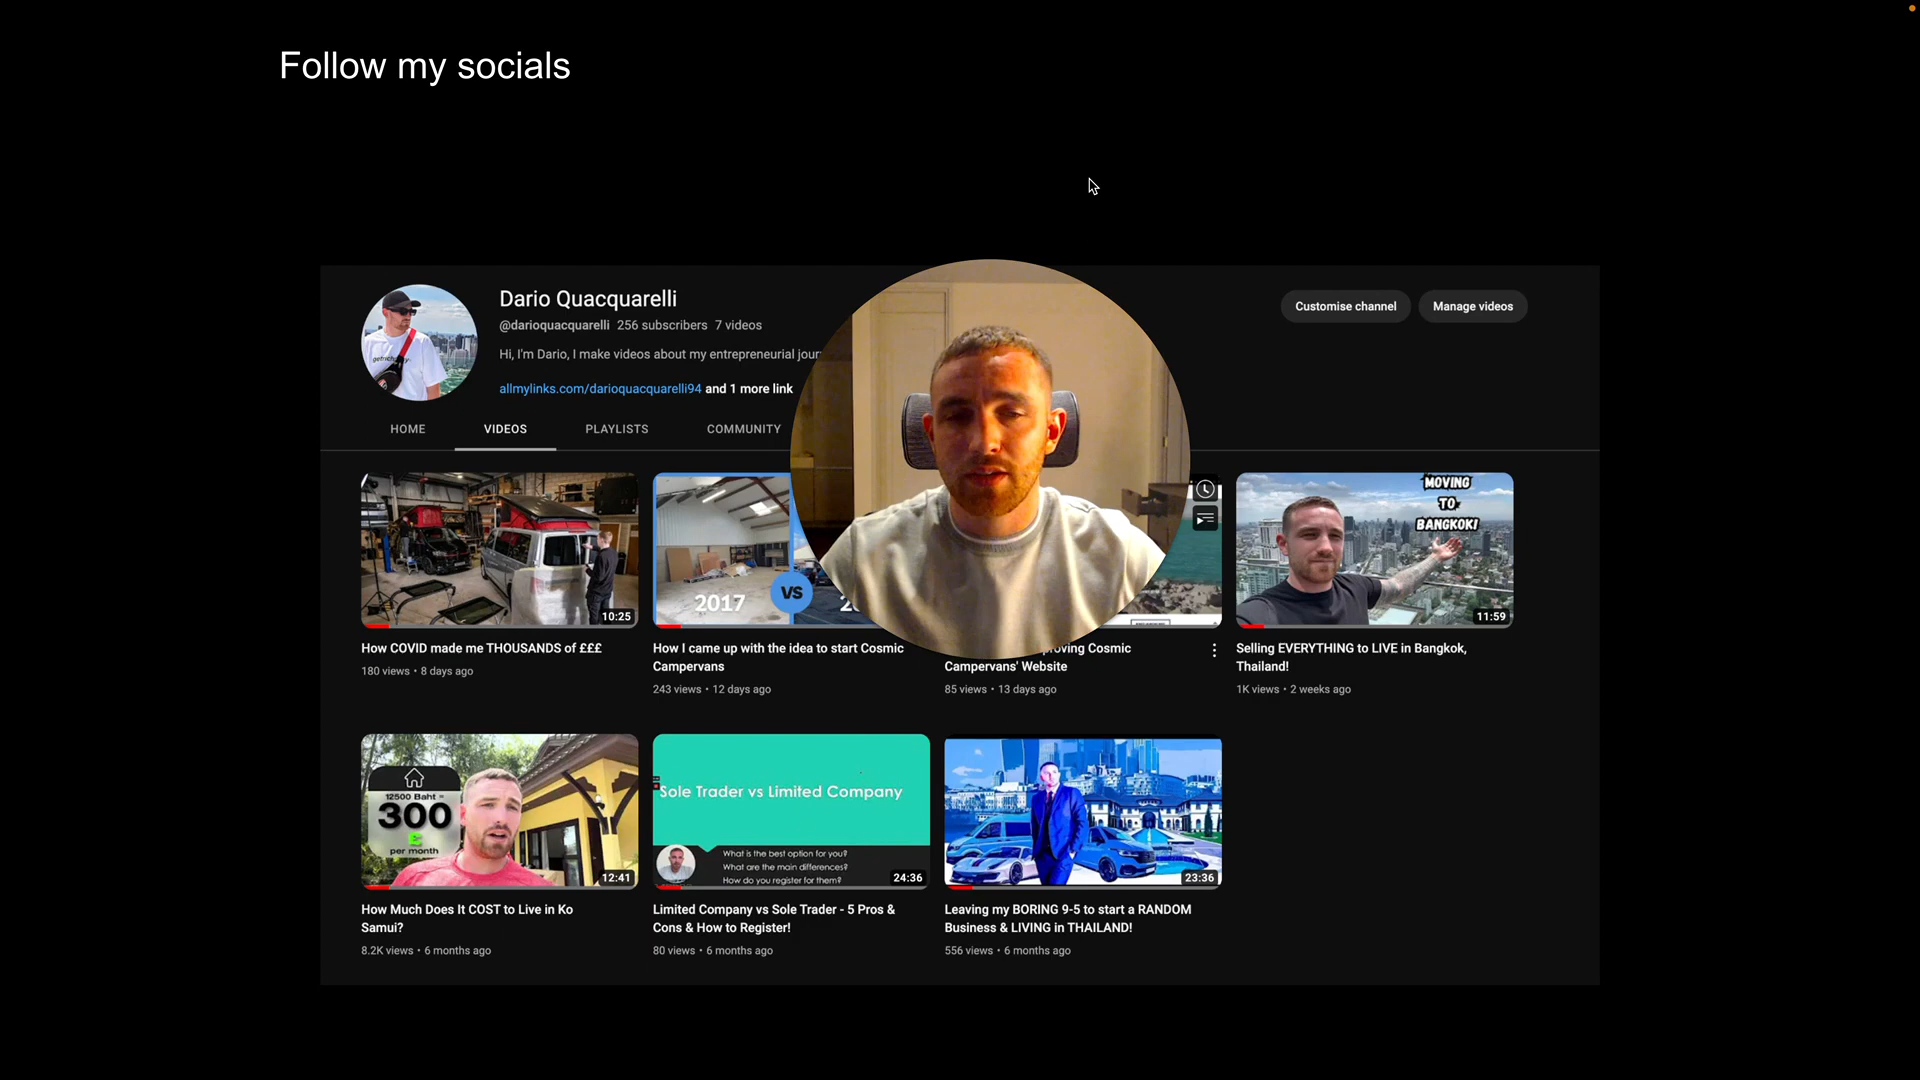 Follow my socials
Dario Quacquarelli
@darioquacquarelli 256 subscribers 7 videos
Hi, I'm Dario, I make videos about my entrepreneurial
allmylinks.com/darioquacquarelli94 and 1 more link
Customise channel
Manage videos
HOME
VIDEOS
PLAYLISTS
COMMUNITY
10:25
How COVID made me THOUSANDS of £££
180 views • 8 days ago
2017
VS
How I came up with the idea to start Cosmic
Campervans
243 views • 12 days ago
Cosmic
Campervans' Website
85 views • 13 days ago
MOVING
TO
BANGKOK!
11:59
Selling EVERYTHING to LIVE in Bangkok,
Thailand!
1K views • 2 weeks ago
12500 Baht =
300
£
per month
12:41
How Much Does It COST to Live in Ko
Samui?
8.2K views • 6 months ago
Sole Trader vs Limited Company
What is the best option for you?
What are the main differences?
How do you register for them?
24:36
Limited Company vs Sole Trader - 5 Pros &
Cons & How to Register!
80 views • 6 months ago
23:36
Leaving my BORING 9-5 to start a RANDOM
Business & LIVING in THAILAND!
556 views • 6 months ago